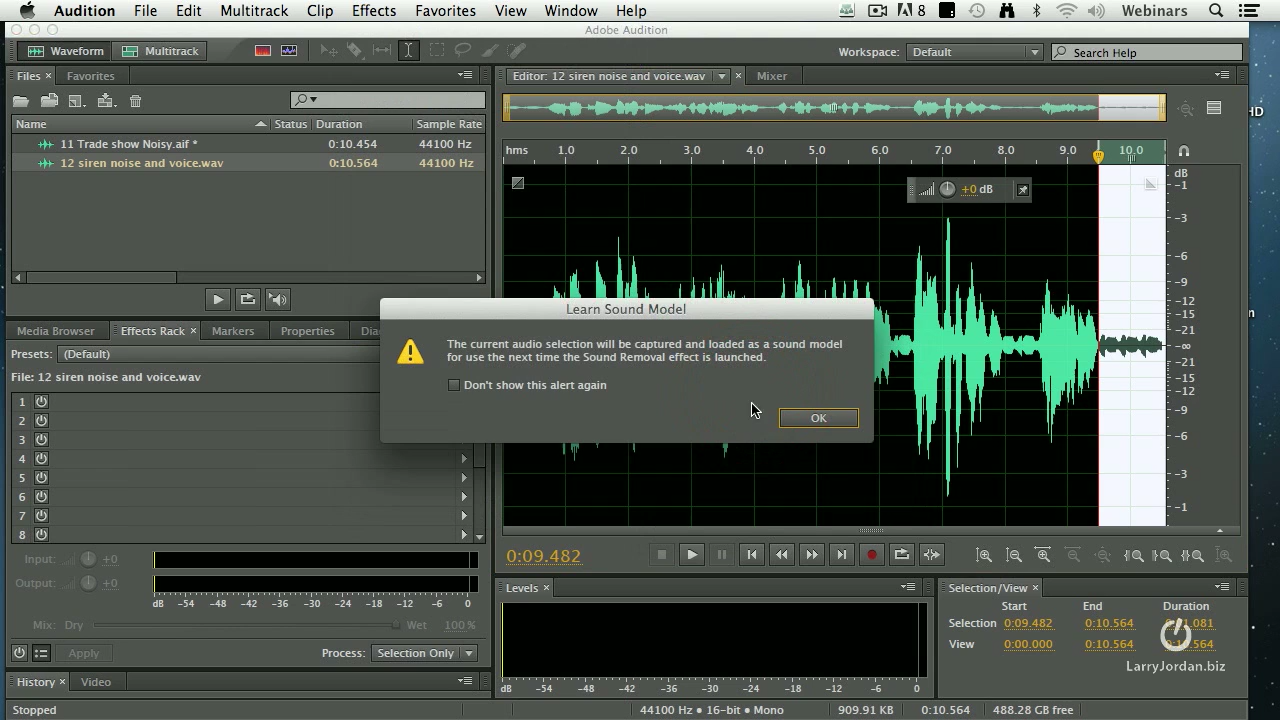 Audition File Edit Multitrack Clip Effects Favorites View Window Help 8 Webinars
Adobe Audition
Waveform Multitrack Workspace: Default Search Help
Files × Favorites
Editor: 12 siren noise and voice.wav × Mixer
HD
Name Status Duration Sample Rate
11 Trade show Noisy.aif * 0:10.454 44100 Hz
12 siren noise and voice.wav 0:10.564 44100 Hz
hms 1.0 2.0 3.0 4.0 5.0 6.0 7.0 8.0 9.0 10.0
dB
-1
-3
-6
-9
-12
-15
-21
-∞
-21
-15
-12
-9
-6
-3
-1
+0 dB
Media Browser Effects Rack × Markers Properties Dia
Presets: (Default)
File: 12 siren noise and voice.wav
1
2
3
4
5
6
7
8
Learn Sound Model
The current audio selection will be captured and loaded as a sound model
for use the next time the Sound Removal effect is launched.
Don't show this alert again
OK
Input: +0
Output: +0
dB -54 -48 -42 -36 -30 -24 -18 -12 -6 0
Mix: Dry Wet 100 %
Apply Process: Selection Only
History × Video
0:09.482
Levels ×
dB -54 -48 -42 -36 -30 -24 -18 -12 -6 0
Selection/View ×
Start End Duration
Selection 0:09.482 0:10.564 0:01.081
View 0:00.000 0:10.564 0:10.564
LarryJordan.biz
Stopped 44100 Hz • 16-bit • Mono 909.91 KB 0:10.564 488.28 GB free